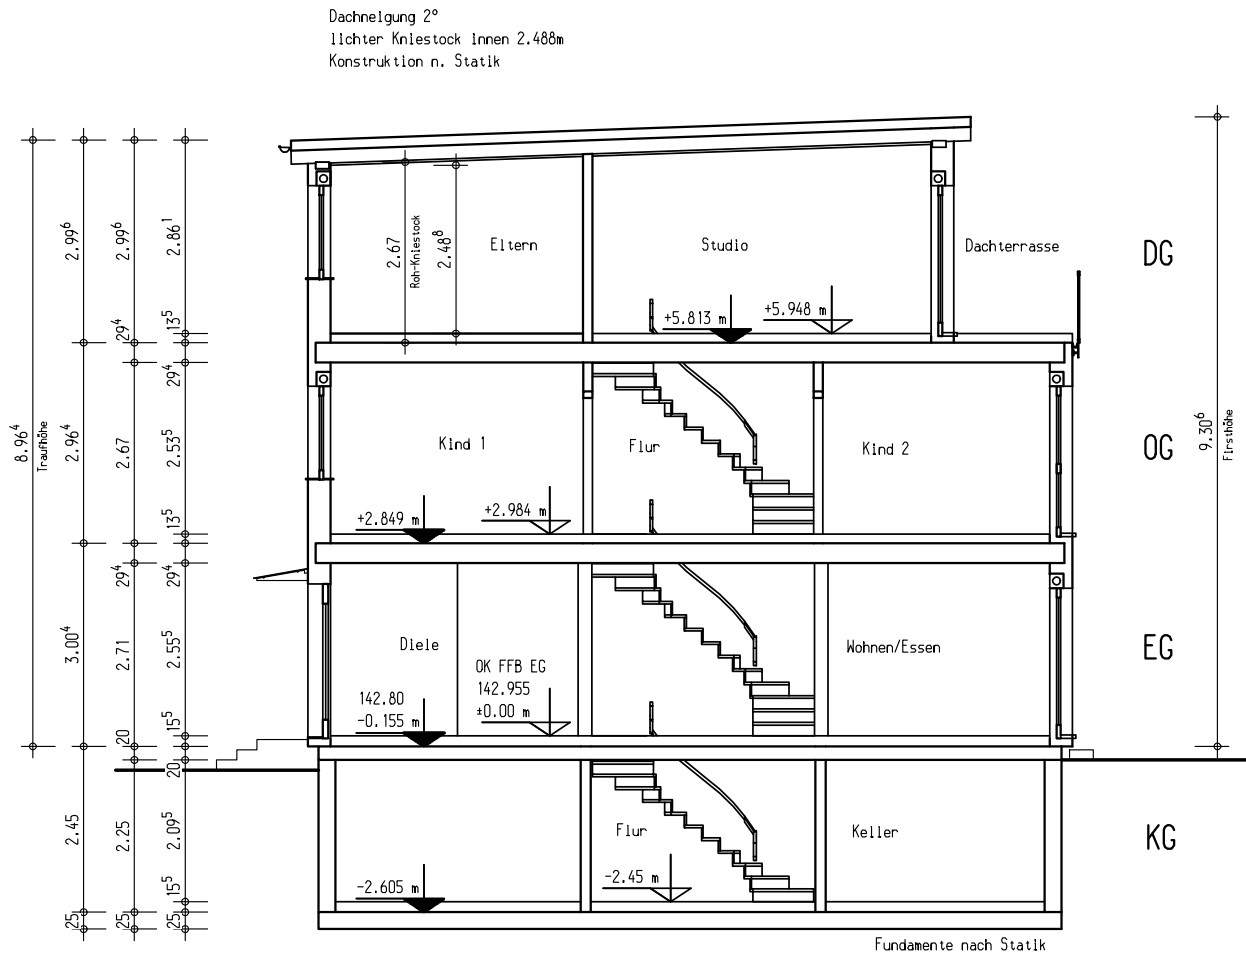 Dachneigung 2°
lichter Kniestock innen 2.488m
Konstruktion n. Statik
2.99⁶
2.99⁶
2.86¹
2.67
Roh-Kniestock
2.48⁸
Eltern
Studio
Dachterrasse
DG
29⁴
13⁵
+5.813 m
+5.948 m
8.96⁴
Traufhöhe
2.96⁴
2.67
29⁴
2.53⁵
13⁵
Kind 1
Flur
Kind 2
OG
9.30⁶
Firsthöhe
+2.849 m
+2.984 m
3.00⁴
29⁴
2.71
20
29⁴
2.55⁵
15⁵
Diele
OK FFB EG
142.955
±0.00 m
142.80
-0.155 m
Wohnen/Essen
EG
2.45
2.25
20
2.09⁵
15⁵
Flur
Keller
KG
-2.605 m
-2.45 m
25
25
25
Fundamente nach Statik